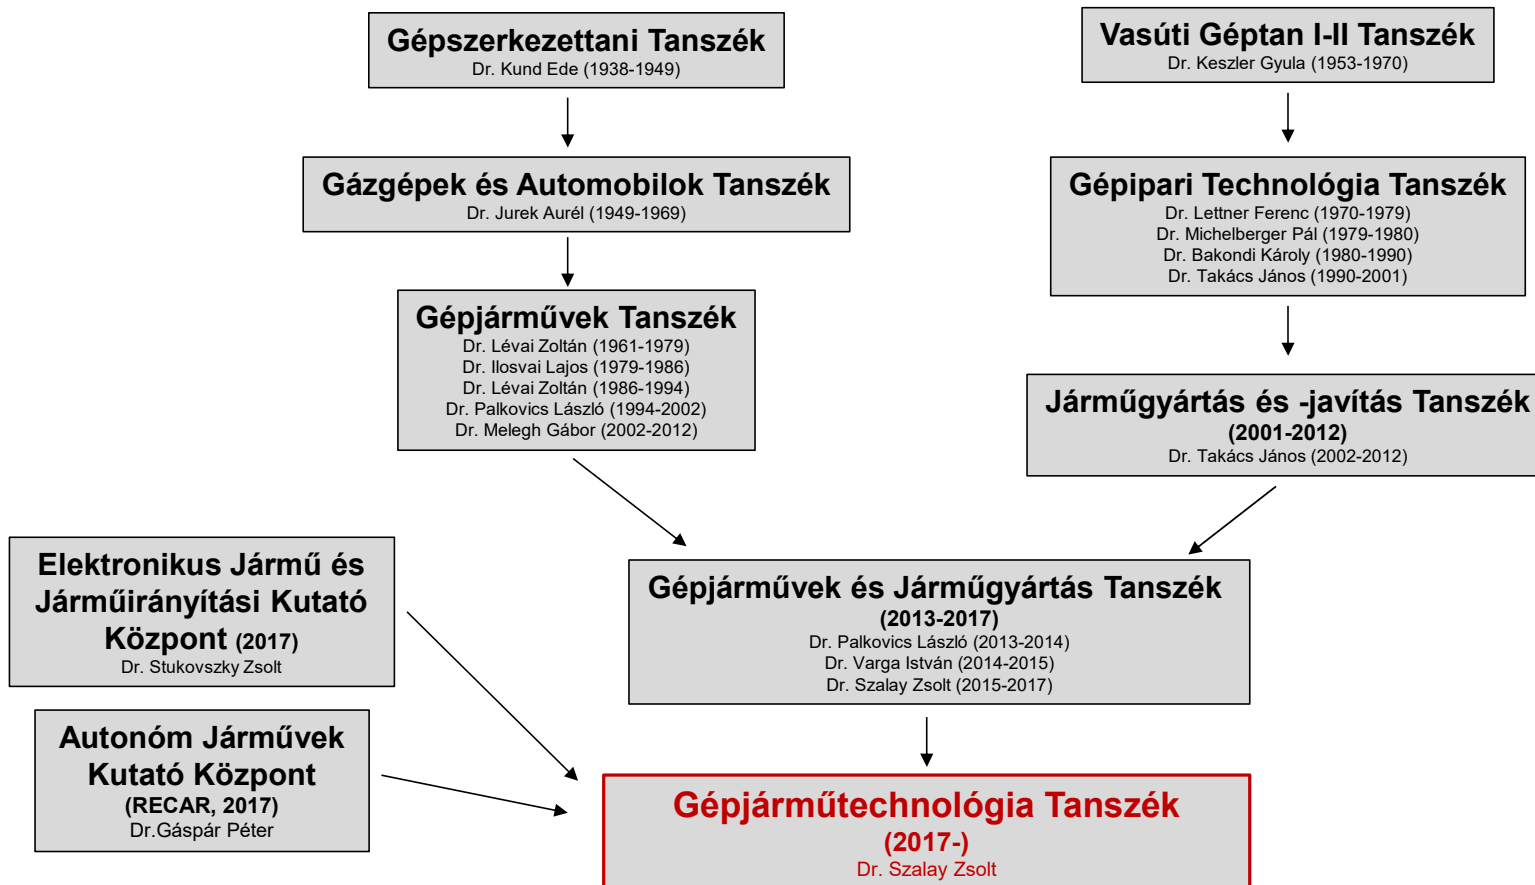 Gépszerkezettani Tanszék
Dr. Kund Ede (1938-1949)
Vasúti Géptan I-II Tanszék
Dr. Keszler Gyula (1953-1970)
Gázgépek és Automobilok Tanszék
Dr. Jurek Aurél (1949-1969)
Gépipari Technológia Tanszék
Dr. Lettner Ferenc (1970-1979)
Dr. Michelberger Pál (1979-1980)
Dr. Bakondi Károly (1980-1990)
Dr. Takács János (1990-2001)
Gépjárművek Tanszék
Dr. Lévai Zoltán (1961-1979)
Dr. Ilosvai Lajos (1979-1986)
Dr. Lévai Zoltán (1986-1994)
Dr. Palkovics László (1994-2002)
Dr. Melegh Gábor (2002-2012)
Járműgyártás és -javítás Tanszék
(2001-2012)
Dr. Takács János (2002-2012)
Elektronikus Jármű és
Járműirányítási Kutató
Központ (2017)
Dr. Stukovszky Zsolt
Gépjárművek és Járműgyártás Tanszék
(2013-2017)
Dr. Palkovics László (2013-2014)
Dr. Varga István (2014-2015)
Dr. Szalay Zsolt (2015-2017)
Autonóm Járművek
Kutató Központ
(RECAR, 2017)
Dr.Gáspár Péter
Gépjárműtechnológia Tanszék
(2017-)
Dr. Szalay Zsolt